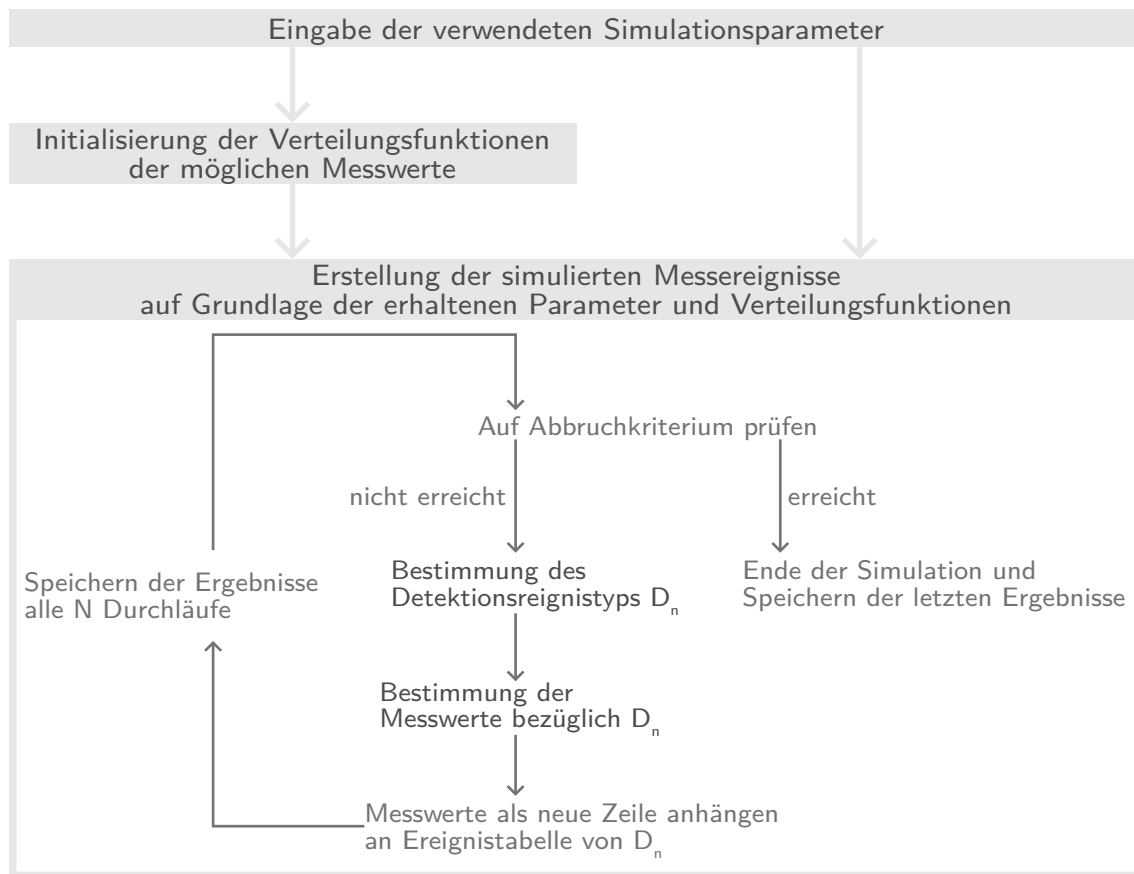 Eingabe der verwendeten Simulationsparameter
Initialisierung der Verteilungsfunktionen
der möglichen Messwerte
Erstellung der simulierten Messereignisse
auf Grundlage der erhaltenen Parameter und Verteilungsfunktionen
Auf Abbruchkriterium prüfen
nicht erreicht
erreicht
Speichern der Ergebnisse
alle N Durchläufe
Bestimmung des
Detektionsreignistyps Dₙ
Ende der Simulation und
Speichern der letzten Ergebnisse
Bestimmung der
Messwerte bezüglich Dₙ
Messwerte als neue Zeile anhängen
an Ereignistabelle von Dₙ